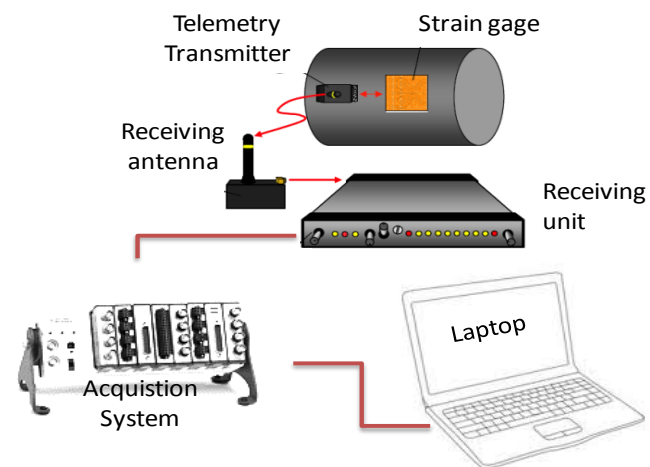 Telemetry
Transmitter
Strain gage
Receiving
antenna
Receiving
unit
Laptop
Acquistion
System